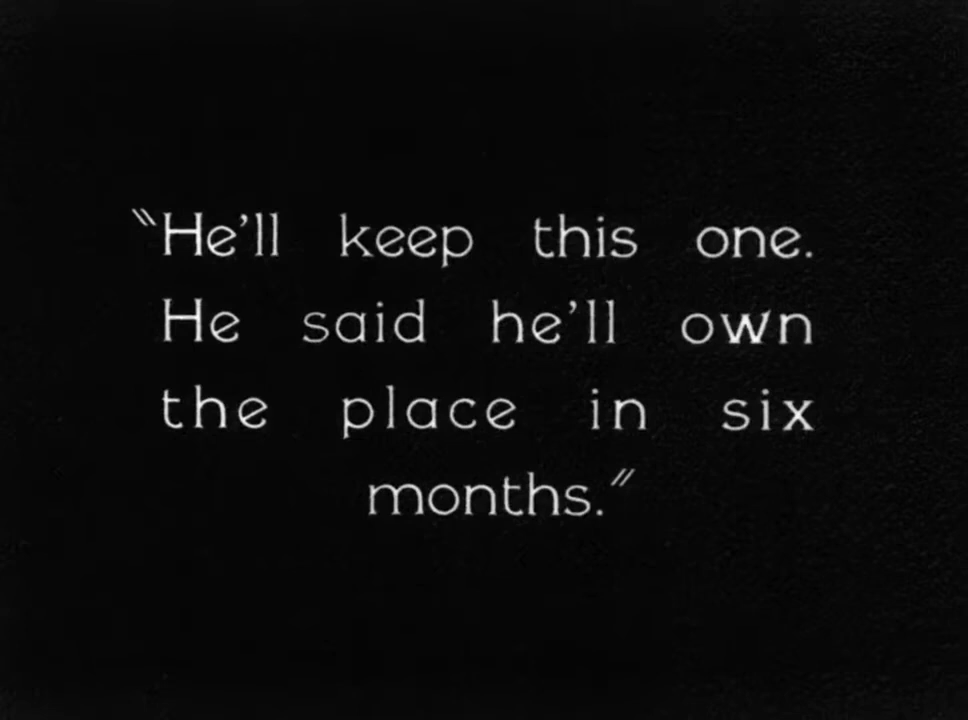 "He'll keep this one.
He said he'll own
the place in six
months."